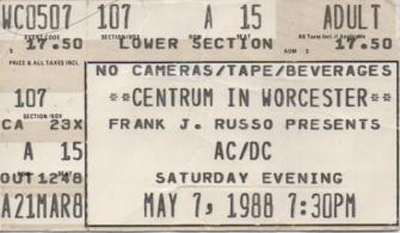 WC0507 107 A 15 ADULT
EVENT CODE SECTION/BOX ROW SEAT
17.50 LOWER SECTION 17.50
PRICE & ALL TAXES INCL. NO CAMERAS/TAPE/BEVERAGES
107 **CENTRUM IN WORCESTER**
SECTION/BOX
CA 23X FRANK J. RUSSO PRESENTS
A 15 AC/DC
OUT1248 SATURDAY EVENING
A21MAR8 MAY 7, 1988 7:30PM